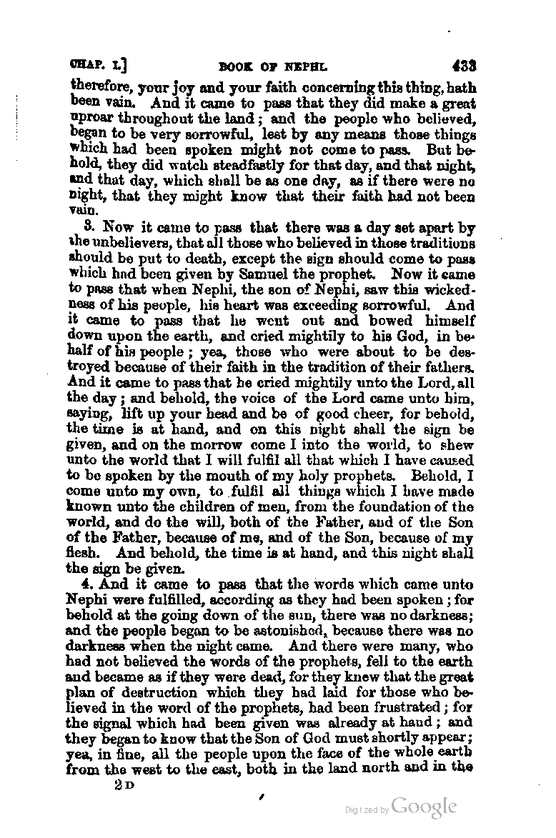 CHAP. I.] BOOK OF NEPHI. 433
therefore, your joy and your faith concerning this thing, hath
been vain. And it came to pass that they did make a great
uproar throughout the land; and the people who believed,
began to be very sorrowful, lest by any means those things
which had been spoken might not come to pass. But be-
hold, they did watch steadfastly for that day, and that night,
and that day, which shall be as one day, as if there were no
night, that they might know that their faith had not been
vain.
3. Now it came to pass that there was a day set apart by
the unbelievers, that all those who believed in those traditions
should be put to death, except the sign should come to pass
which had been given by Samuel the prophet. Now it came
to pass that when Nephi, the son of Nephi, saw this wicked-
ness of his people, his heart was exceeding sorrowful. And
it came to pass that he went out and bowed himself
down upon the earth, and cried mightily to his God, in be-
half of his people; yea, those who were about to be des-
troyed because of their faith in the tradition of their fathers.
And it came to pass that he cried mightily unto the Lord, all
the day; and behold, the voice of the Lord came unto him,
saying, lift up your head and be of good cheer, for behold,
the time is at hand, and on this night shall the sign be
given, and on the morrow come I into the world, to shew
unto the world that I will fulfil all that which I have caused
to be spoken by the mouth of my holy prophets. Behold, I
come unto my own, to fulfil all things which I have made
known unto the children of men, from the foundation of the
world, and do the will, both of the Father, and of the Son
of the Father, because of me, and of the Son, because of my
flesh. And behold, the time is at hand, and this night shall
the sign be given.
4. And it came to pass that the words which came unto
Nephi were fulfilled, according as they had been spoken; for
behold at the going down of the sun, there was no darkness;
and the people began to be astonished, because there was no
darkness when the night came. And there were many, who
had not believed the words of the prophets, fell to the earth
and became as if they were dead, for they knew that the great
plan of destruction which they had laid for those who be-
lieved in the word of the prophets, had been frustrated; for
the signal which had been given was already at hand; and
they began to know that the Son of God must shortly appear;
yea, in fine, all the people upon the face of the whole earth
from the west to the east, both in the land north and in the
2 D
Digitized by Google